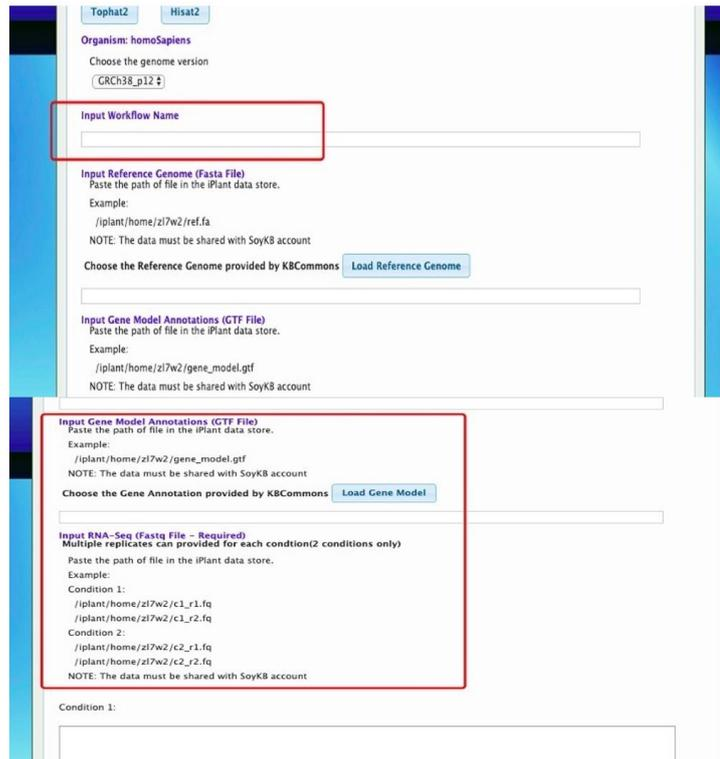 Tophat2 Hisat2
Organism: homoSapiens
Choose the genome version
GRCh38_p12
Input Workflow Name
Input Reference Genome (Fasta File)
Paste the path of file in the iPlant data store.
Example:
/iplant/home/zl7w2/ref.fa
NOTE: The data must be shared with SoyKB account
Choose the Reference Genome provided by KBCommons Load Reference Genome
Input Gene Model Annotations (GTF File)
Paste the path of file in the iPlant data store.
Example:
/iplant/home/zl7w2/gene_model.gtf
NOTE: The data must be shared with SoyKB account
Input Gene Model Annotations (GTF File)
Paste the path of file in the iPlant data store.
Example:
/iplant/home/zl7w2/gene_model.gtf
NOTE: The data must be shared with SoyKB account
Choose the Gene Annotation provided by KBCommons Load Gene Model
Input RNA-Seq (Fastq File - Required)
Multiple replicates can provided for each condtion(2 conditions only)
Paste the path of file in the iPlant data store.
Example:
Condition 1:
/iplant/home/zl7w2/c1_r1.fq
/iplant/home/zl7w2/c1_r2.fq
Condition 2:
/iplant/home/zl7w2/c2_r1.fq
/iplant/home/zl7w2/c2_r2.fq
NOTE: The data must be shared with SoyKB account
Condition 1: